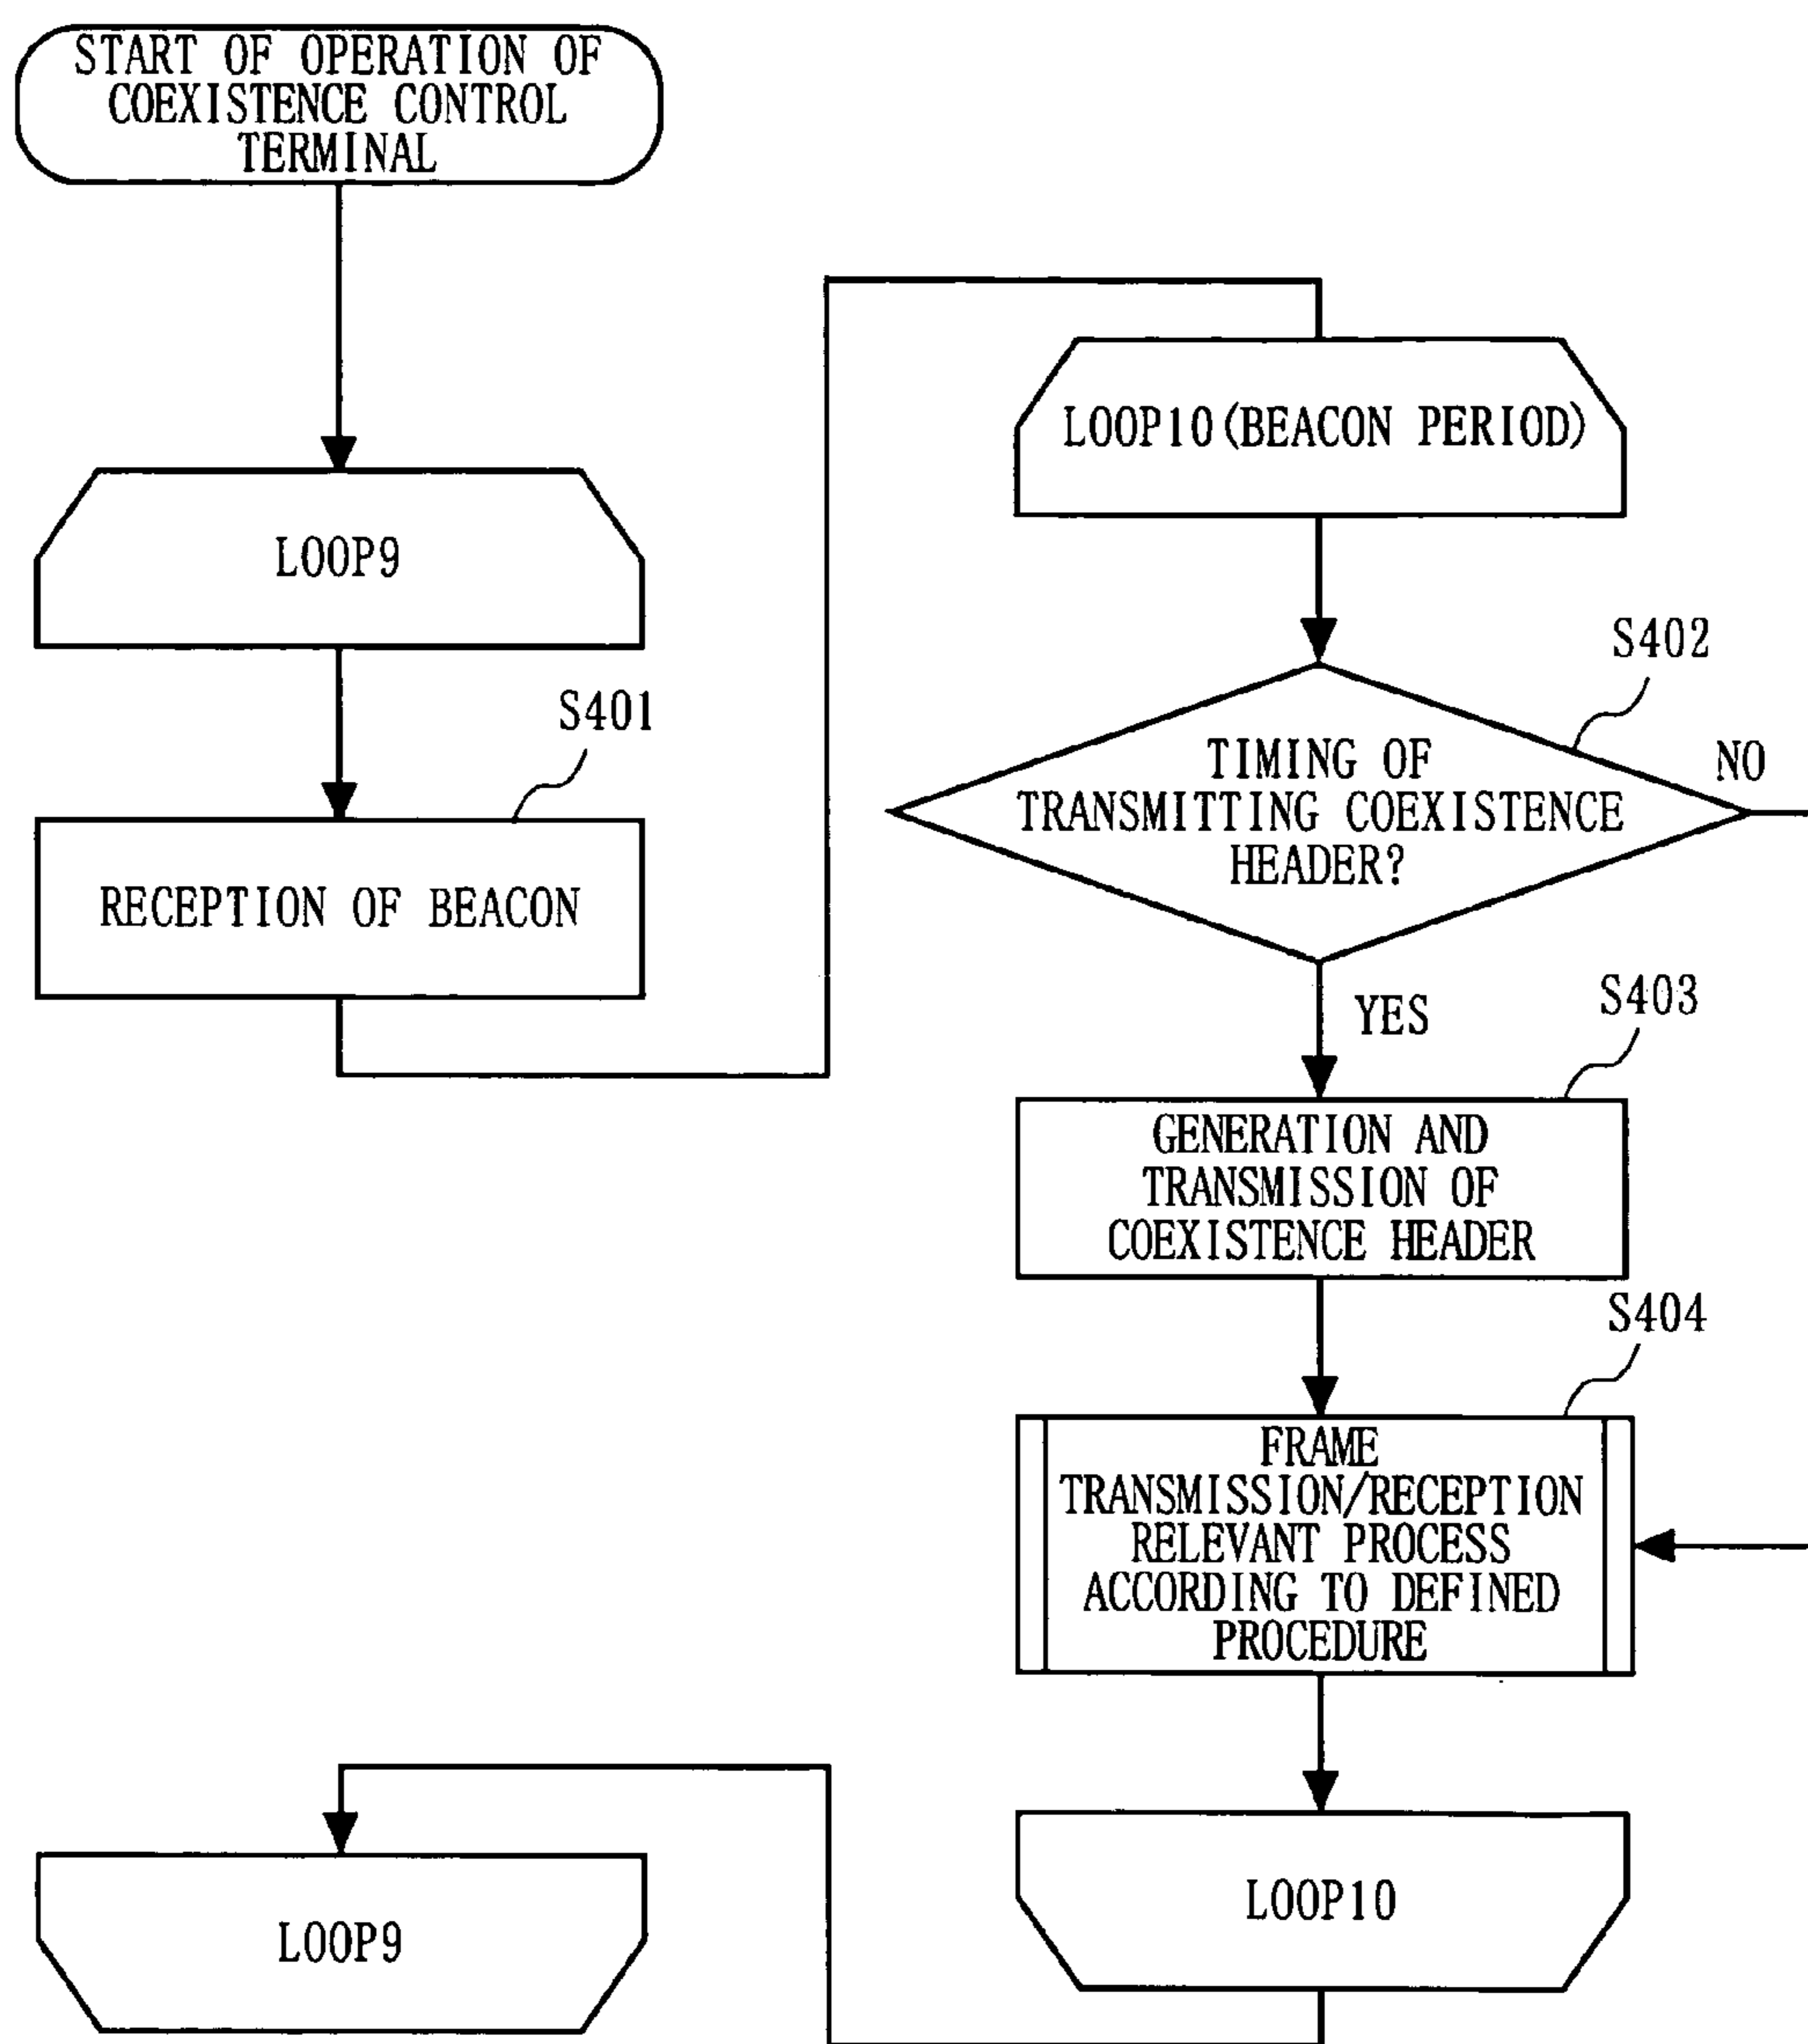 START OF OPERATION OF
COEXISTENCE CONTROL
TERMINAL
LOOP9
S401
RECEPTION OF BEACON
LOOP10(BEACON PERIOD)
S402
TIMING OF
TRANSMITTING COEXISTENCE
HEADER?
NO
YES
S403
GENERATION AND
TRANSMISSION OF
COEXISTENCE HEADER
S404
FRAME
TRANSMISSION/RECEPTION
RELEVANT PROCESS
ACCORDING TO DEFINED
PROCEDURE
LOOP10
LOOP9